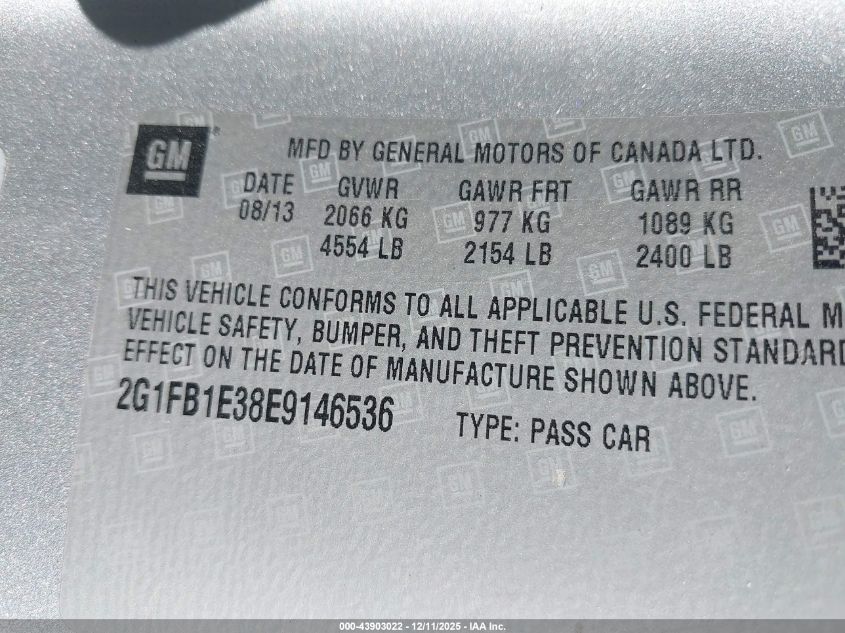 GM
MFD BY GENERAL MOTORS OF CANADA LTD.
DATE GVWR GAWR FRT GAWR RR
08/13 2066 KG 977 KG 1089 KG
4554 LB 2154 LB 2400 LB
THIS VEHICLE CONFORMS TO ALL APPLICABLE U.S. FEDERAL M
VEHICLE SAFETY, BUMPER, AND THEFT PREVENTION STANDARD
EFFECT ON THE DATE OF MANUFACTURE SHOWN ABOVE.
2G1FB1E38E9146536 TYPE: PASS CAR
000-43903022 - 12/11/2025 - IAA Inc.